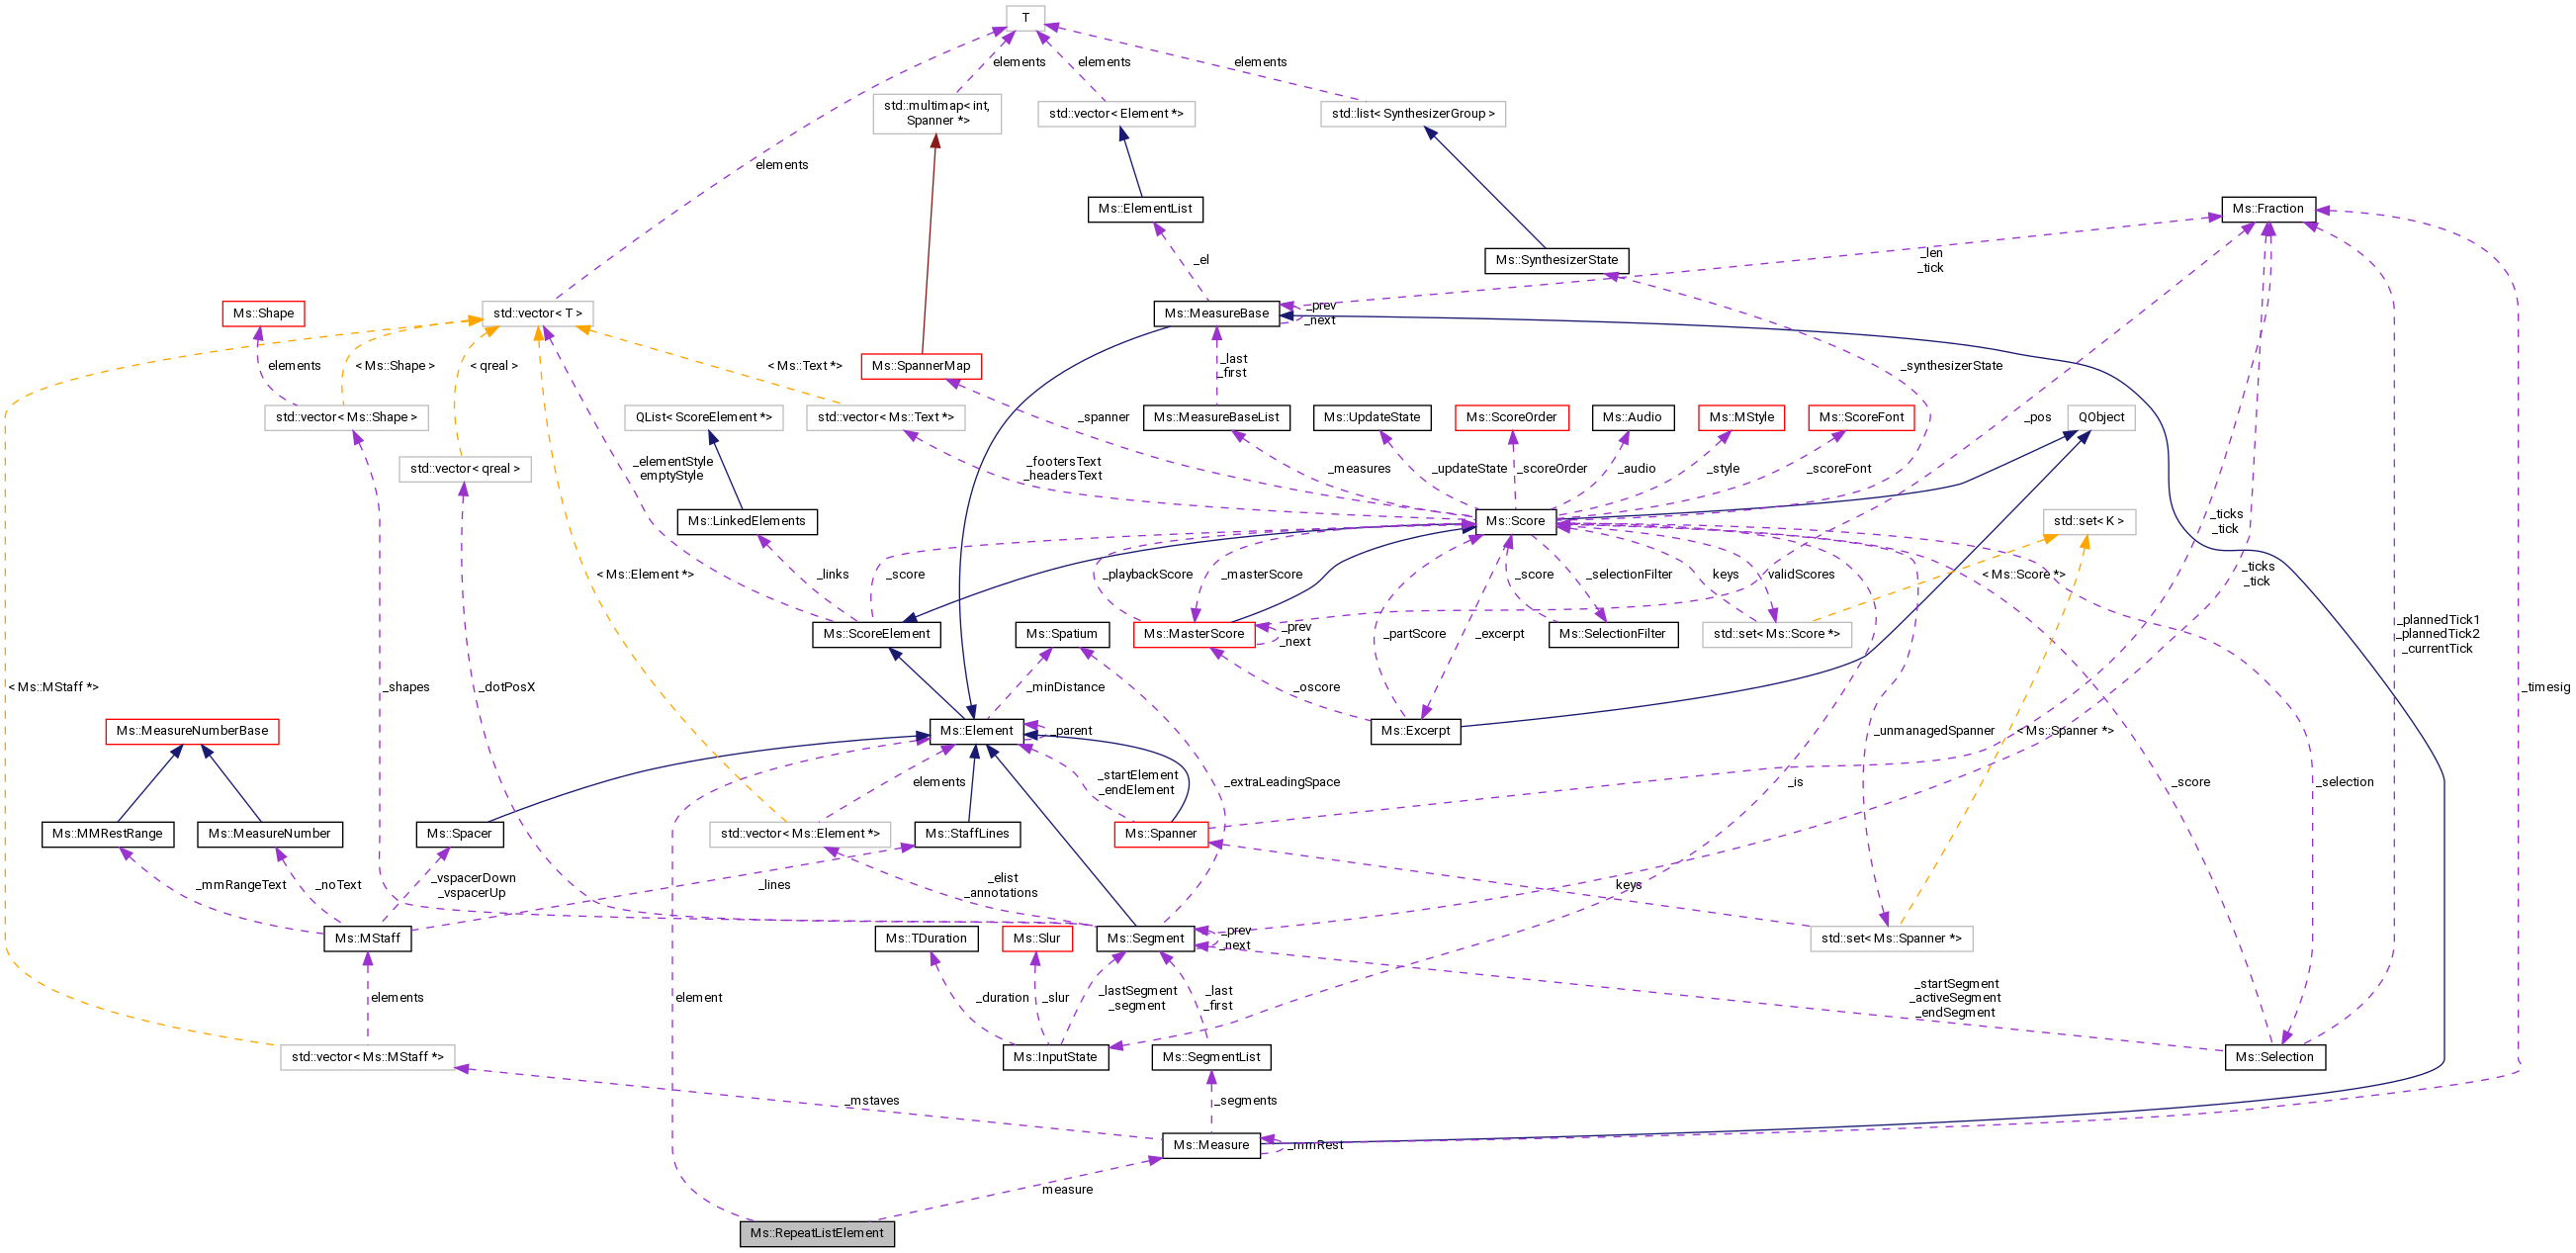 T
elements
elements
elements
std::multimap< int,
Spanner *>
std::vector< Element *>
std::list< SynthesizerGroup >
elements
Ms::ElementList
Ms::Fraction
_el
Ms::SynthesizerState
_len
_tick
Ms::Shape
std::vector< T >
Ms::MeasureBase
_prev
_next
elements
< Ms::Shape >
< qreal >
< Ms::Text *>
Ms::SpannerMap
_last
_first
_synthesizerState
std::vector< Ms::Shape >
QList< ScoreElement *>
std::vector< Ms::Text *>
_spanner
Ms::MeasureBaseList
Ms::UpdateState
Ms::ScoreOrder
Ms::Audio
Ms::MStyle
Ms::ScoreFont
_pos
QObject
std::vector< qreal >
_elementStyle
emptyStyle
_footersText
_headersText
_measures
_updateState
_scoreOrder
_audio
_style
_scoreFont
Ms::LinkedElements
Ms::Score
std::set< K >
_ticks
_tick
< Ms::Element *>
_links
_score
_playbackScore
_masterScore
_score
_selectionFilter
keys
validScores
< Ms::Score *>
_ticks
_tick
Ms::ScoreElement
Ms::Spatium
Ms::MasterScore
_prev
_next
_partScore
_excerpt
Ms::SelectionFilter
std::set< Ms::Score *>
_plannedTick1
_plannedTick2
_currentTick
< Ms::MStaff *>
_shapes
_dotPosX
_minDistance
_oscore
_timesig
Ms::MeasureNumberBase
Ms::Element
_parent
Ms::Excerpt
_unmanagedSpanner
< Ms::Spanner *>
elements
_startElement
_endElement
_extraLeadingSpace
_is
_score
_selection
Ms::MMRestRange
Ms::MeasureNumber
Ms::Spacer
std::vector< Ms::Element *>
Ms::StaffLines
Ms::Spanner
_mmRangeText
_noText
_vspacerDown
_vspacerUp
_lines
_elist
_annotations
keys
Ms::MStaff
Ms::TDuration
Ms::Slur
Ms::Segment
_prev
_next
std::set< Ms::Spanner *>
elements
element
_duration
_slur
_lastSegment
_segment
_last
_first
_startSegment
_activeSegment
_endSegment
std::vector< Ms::MStaff *>
Ms::InputState
Ms::SegmentList
Ms::Selection
_mstaves
_segments
Ms::Measure
_mmRest
measure
Ms::RepeatListElement